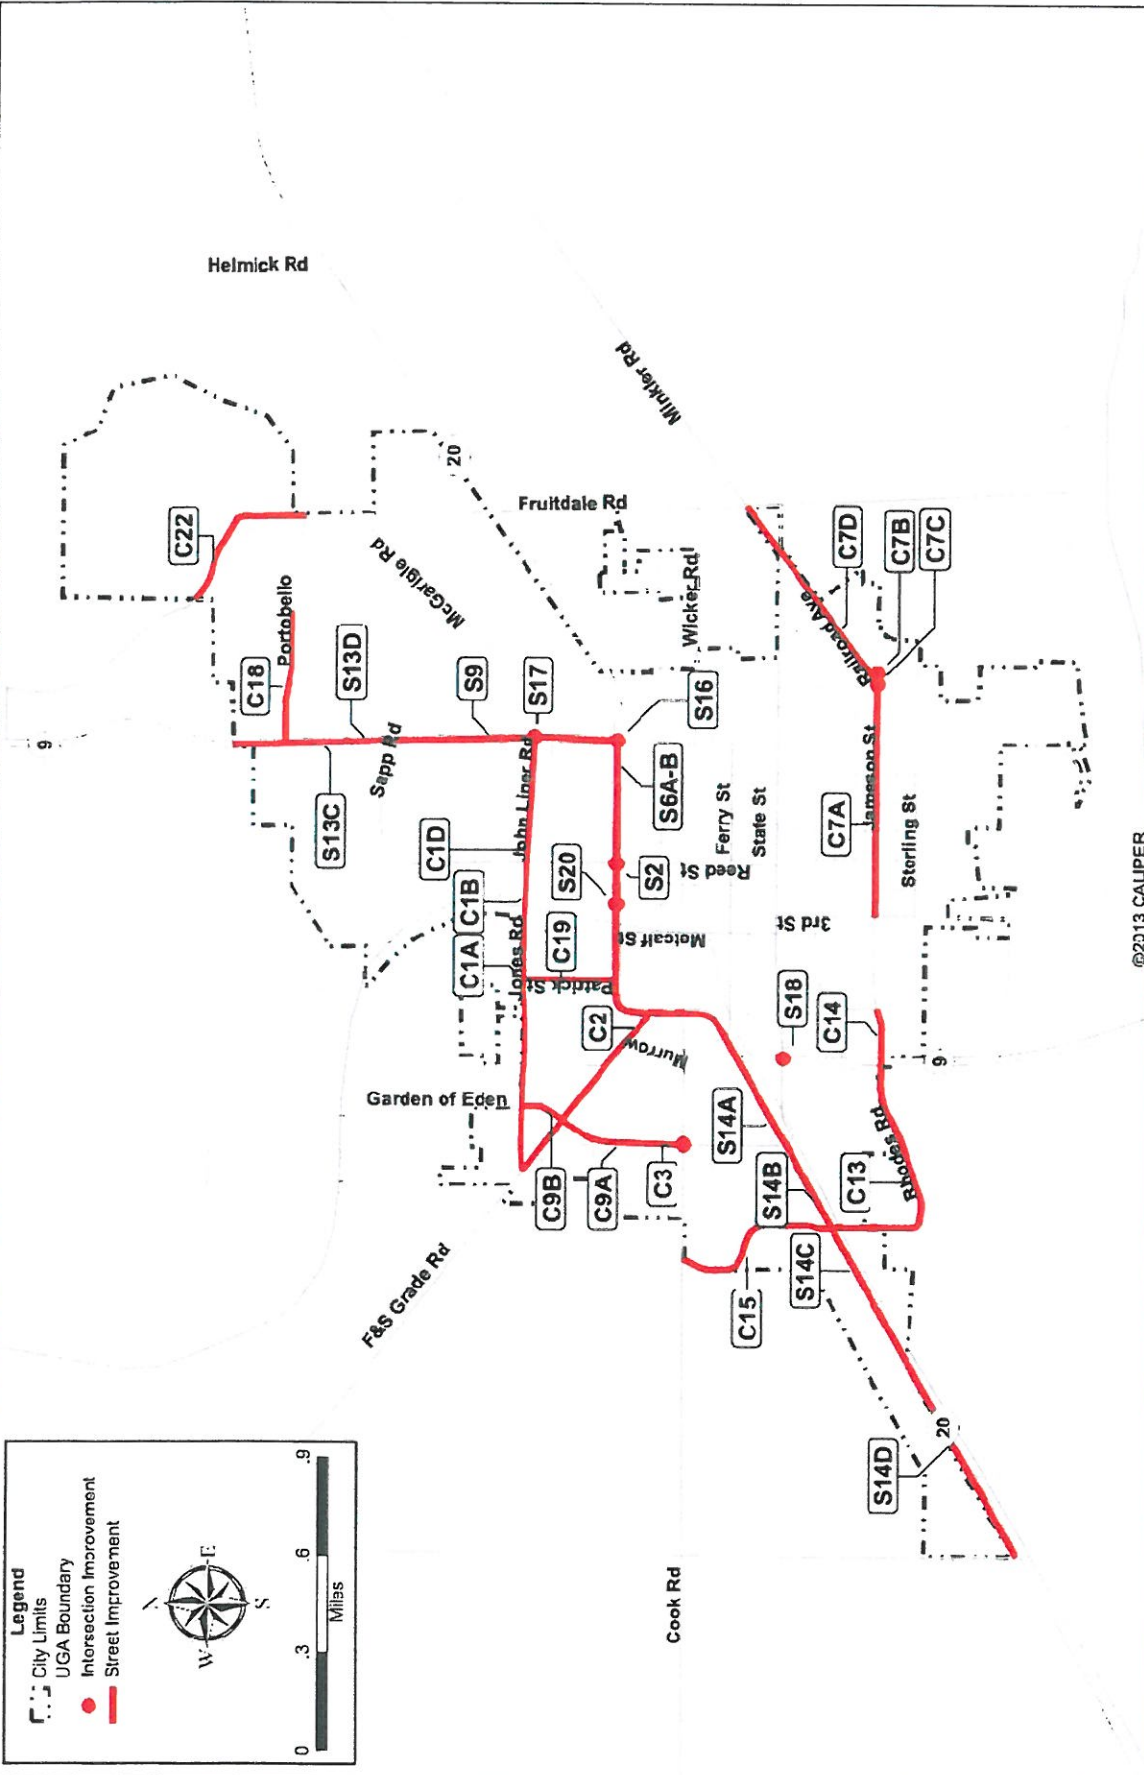 Legend
City Limits
UGA Boundary
Intersection Improvement
Street Improvement
N
W
E
S
0
.3
.6
.9
Miles
Helmick Rd
9
C22
C18
Portobello
S13D
S13C
Sapp Rd
McGarigle Rd
20
S9
S17
John Liner Rd
C1D
C1B
C1A
Jones Rd
Garden of Eden
F&S Grade Rd
C19
Patrick St
S20
S2
S6A-B
S16
Fruitdale Rd
Minkler Rd
Wicker Rd
Reed St
Metcalf St
Ferry St
State St
3rd St
C2
Murrow
C9B
C9A
C3
S14A
S14B
S14C
C15
S18
C14
C13
Rhodes Rd
9
C7A
Jameson St
Sterling St
Railroad Ave
C7D
C7B
C7C
S14D
20
Cook Rd
©2013 CALIPER